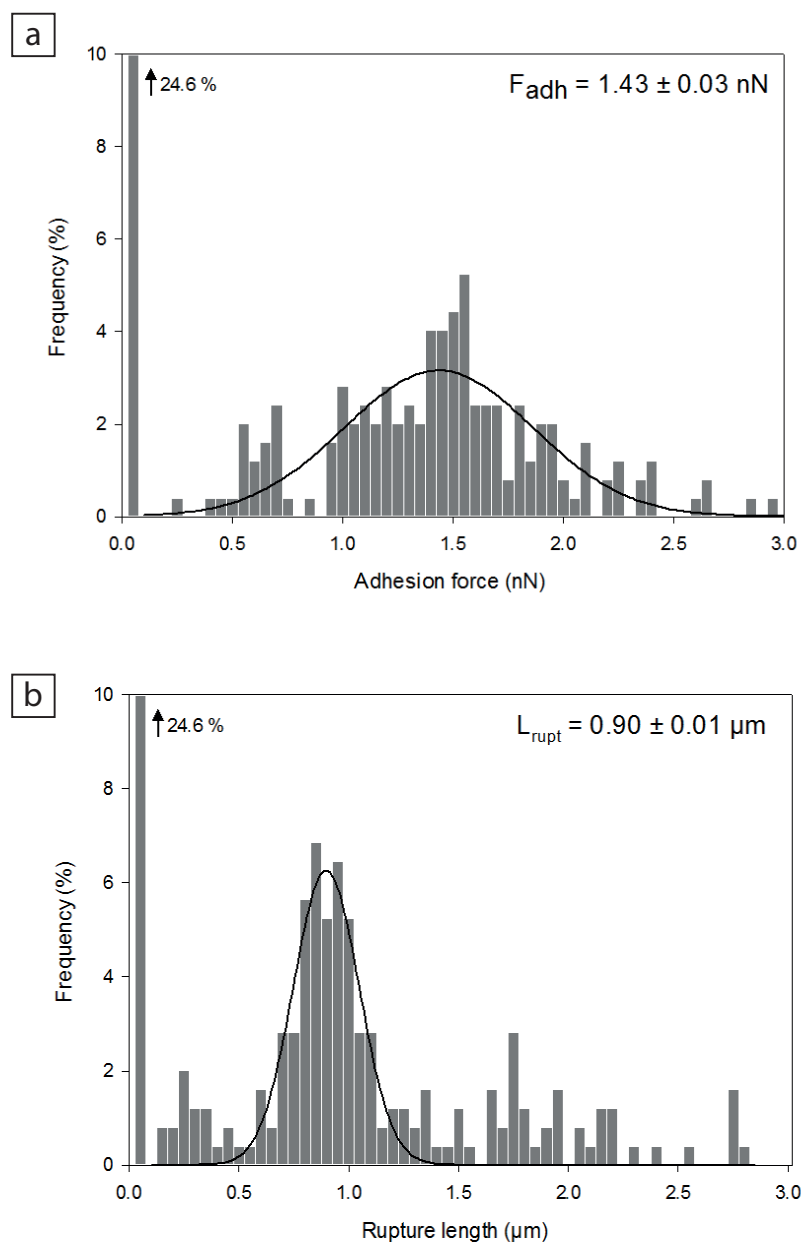 a
10
24.6 %
F_adh = 1.43 ± 0.03 nN
8
6
4
2
0
Frequency (%)
0.0 0.5 1.0 1.5 2.0 2.5 3.0
Adhesion force (nN)
b
10
24.6 %
L_rupt = 0.90 ± 0.01 µm
8
6
4
2
0
Frequency (%)
0.0 0.5 1.0 1.5 2.0 2.5 3.0
Rupture length (µm)